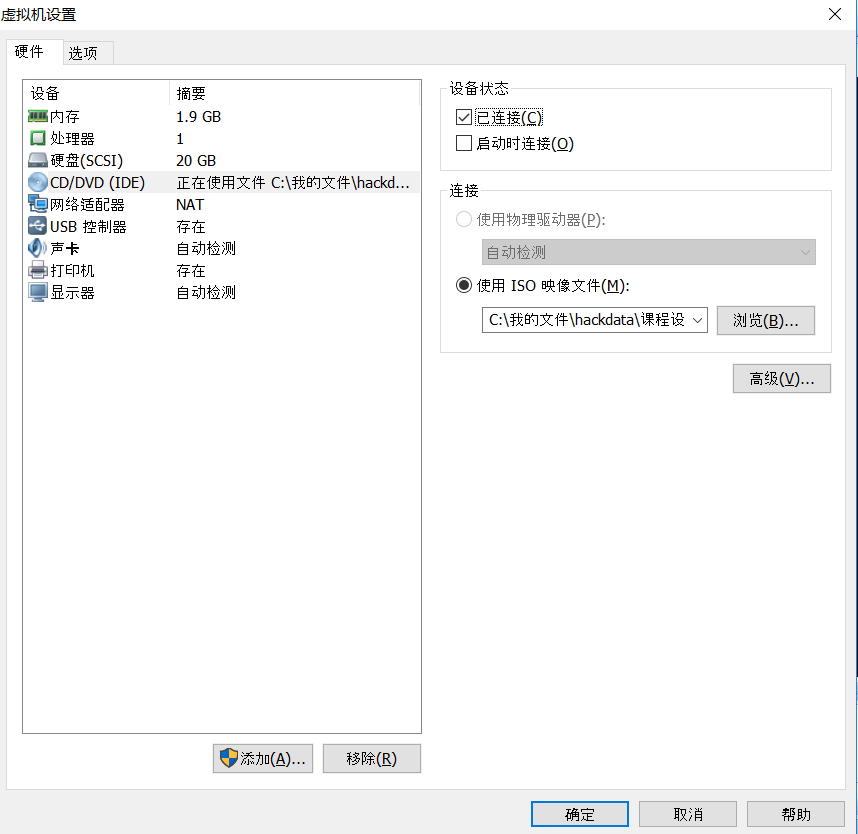 虚拟机设置
硬件 选项
设备 摘要
内存 1.9 GB
处理器 1
硬盘(SCSI) 20 GB
CD/DVD (IDE) 正在使用文件 C:\我的文件\hackd...
网络适配器 NAT
USB 控制器 存在
声卡 自动检测
打印机 存在
显示器 自动检测
添加(A)... 移除(R)
设备状态
已连接(C)
启动时连接(O)
连接
使用物理驱动器(P):
自动检测
使用 ISO 映像文件(M):
C:\我的文件\hackdata\课程设 浏览(B)...
高级(V)...
确定 取消 帮助